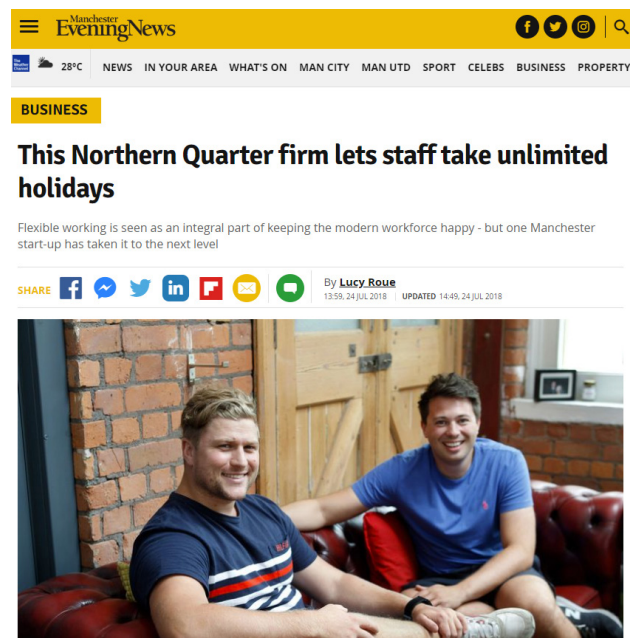 Manchester
EveningNews
The Weather Channel
28°C NEWS IN YOUR AREA WHAT'S ON MAN CITY MAN UTD SPORT CELEBS BUSINESS PROPERTY
BUSINESS
This Northern Quarter firm lets staff take unlimited
holidays
Flexible working is seen as an integral part of keeping the modern workforce happy - but one Manchester
start-up has taken it to the next level
SHARE
By Lucy Roue
13:59, 24 JUL 2018 UPDATED 14:49, 24 JUL 2018